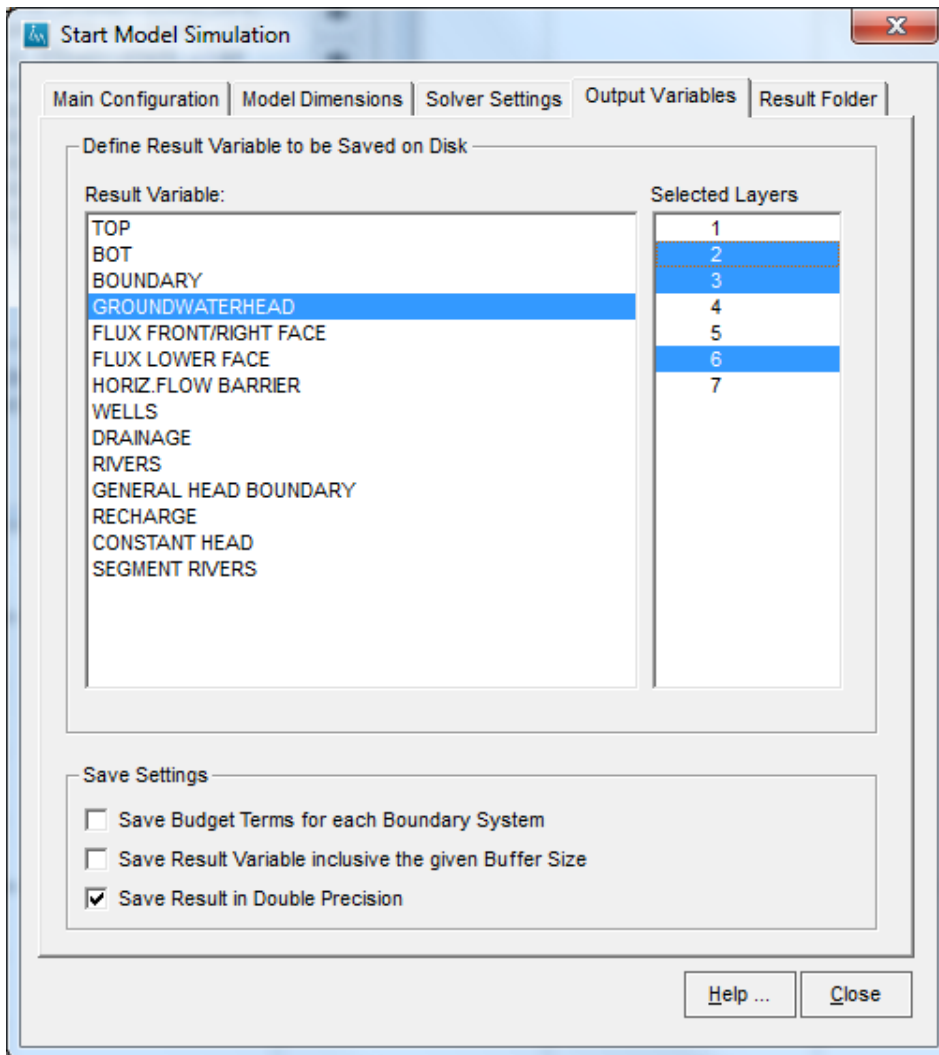 Start Model Simulation
Main Configuration Model Dimensions Solver Settings Output Variables Result Folder
Define Result Variable to be Saved on Disk
Result Variable:
TOP
BOT
BOUNDARY
GROUNDWATERHEAD
FLUX FRONT/RIGHT FACE
FLUX LOWER FACE
HORIZ.FLOW BARRIER
WELLS
DRAINAGE
RIVERS
GENERAL HEAD BOUNDARY
RECHARGE
CONSTANT HEAD
SEGMENT RIVERS
Selected Layers
1
2
3
4
5
6
7
Save Settings
Save Budget Terms for each Boundary System
Save Result Variable inclusive the given Buffer Size
Save Result in Double Precision
Help ... Close